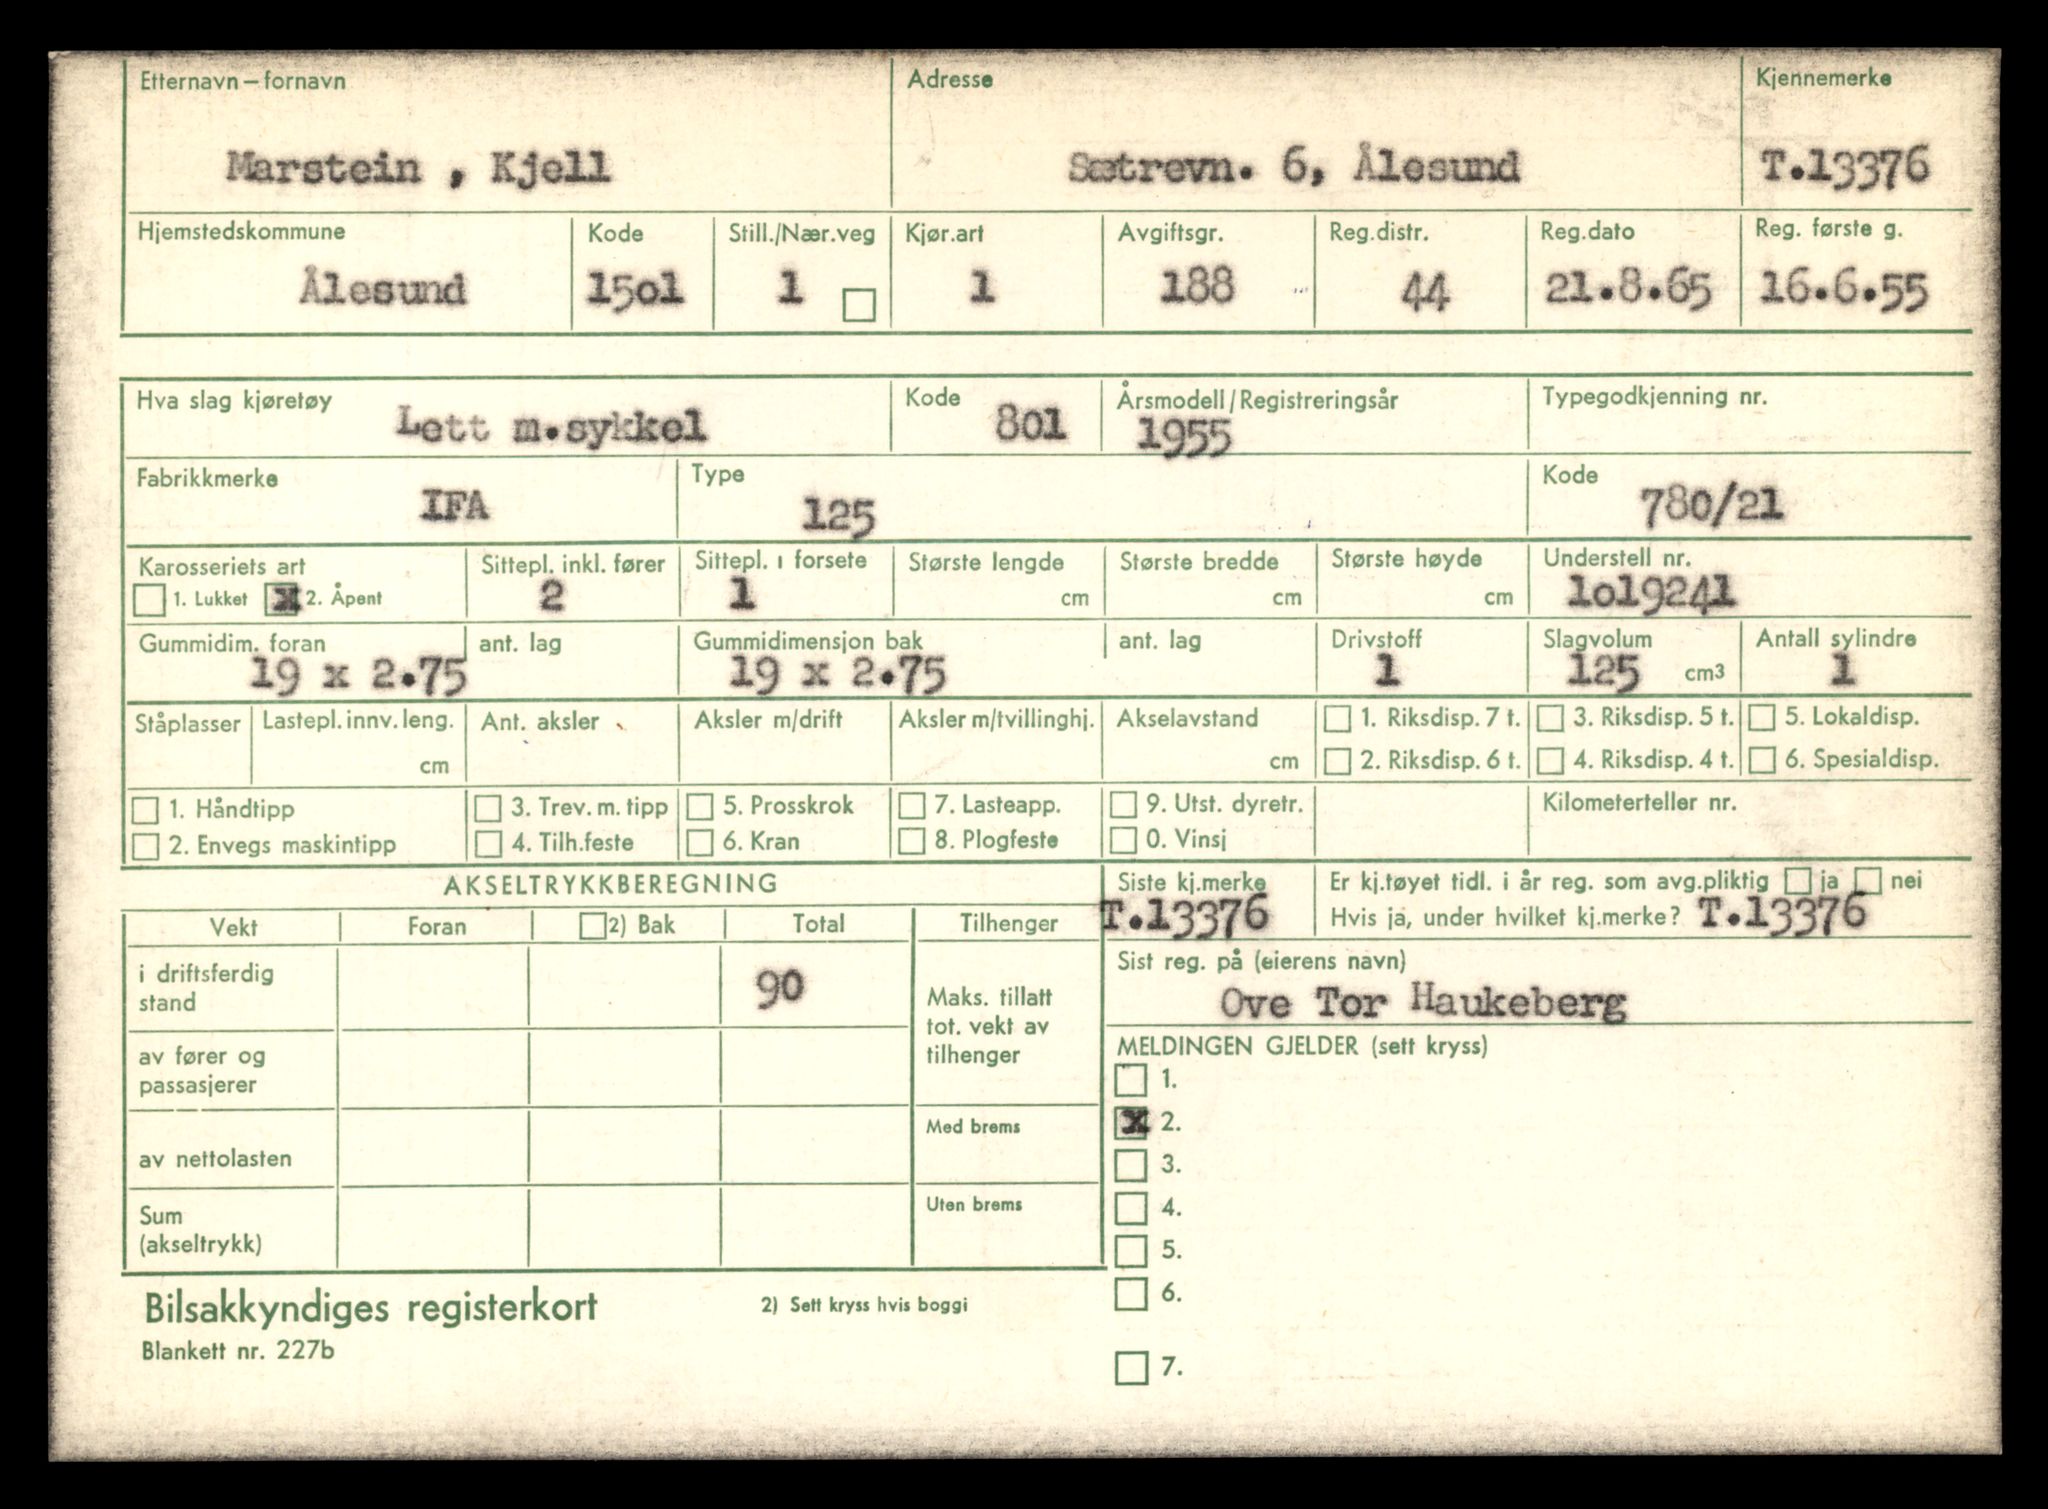 Etternavn – fornavn Adresse Kjennemerke
Marstein , Kjell Sætrevn. 6, Ålesund T.13376
Hjemstedskommune Kode Still./Nær.veg Kjør.art Avgiftsgr. Reg.distr. Reg.dato Reg. første g.
Ålesund 15o1 1 1 188 44 21.8.65 16.6.55
Hva slag kjøretøy Kode Årsmodell/Registreringsår Typegodkjenning nr.
Lett m.sykkel 8o1 1955
Fabrikkmerke Type Kode
IFA 125 780/21
Karosseriets art Sittepl. inkl. fører Sittepl. i forsete Største lengde Største bredde Største høyde Understell nr.
1. Lukket x 2. Åpent 2 1 cm cm cm 1o19241
Gummidim. foran ant. lag Gummidimensjon bak ant. lag Drivstoff Slagvolum Antall sylindre
19 x 2.75 19 x 2.75 1 125 cm3 1
Ståplasser Lastepl. innv. leng. Ant. aksler Aksler m/drift Aksler m/tvillinghj. Akselavstand 1. Riksdisp. 7 t. 3. Riksdisp. 5 t. 5. Lokaldisp.
cm cm 2. Riksdisp. 6 t. 4. Riksdisp. 4 t. 6. Spesialdisp.
1. Håndtipp 3. Trev. m. tipp 5. Prosskrok 7. Lasteapp. 9. Utst. dyretr. Kilometerteller nr.
2. Envegs maskintipp 4. Tilh.feste 6. Kran 8. Plogfeste 0. Vinsj
AKSELTRYKKBEREGNING Siste kj.merke Er kj.tøyet tidl. i år reg. som avg.pliktig ja nei
T.13376 Hvis ja, under hvilket kj.merke? T.13376
Vekt Foran 2) Bak Total Tilhenger
Sist reg. på (eierens navn)
i driftsferdig
stand 90 Maks. tillatt Ove Tor Haukeberg
tot. vekt av
av fører og tilhenger MELDINGEN GJELDER (sett kryss)
passasjerer 1.
Med brems x 2.
av nettolasten 3.
Uten brems 4.
Sum
(akseltrykk) 5.
6.
Bilsakkyndiges registerkort 2) Sett kryss hvis boggi
Blankett nr. 227b
7.